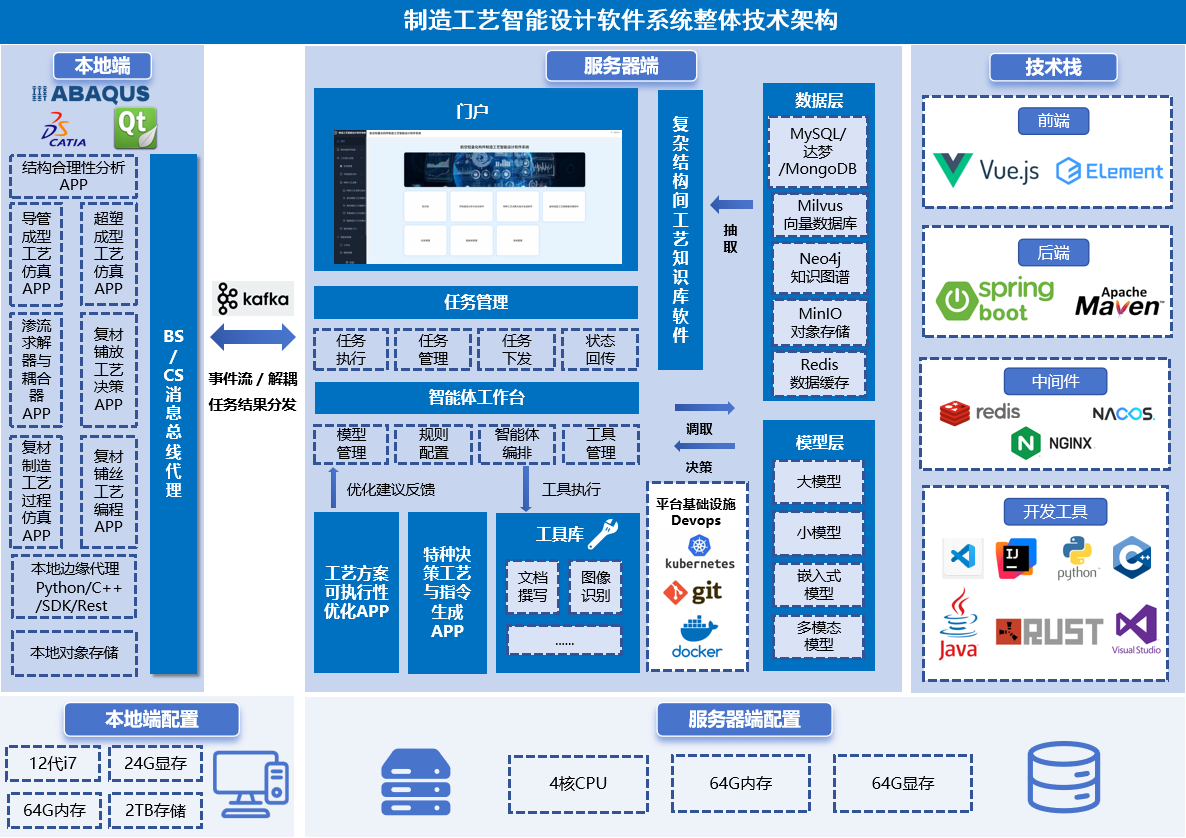 制造工艺智能设计软件系统整体技术架构
本地端
ABAQUS
CATIA
Qt
结构合理性分析
APP
导管
成型
工艺
仿真
APP
超塑
成型
工艺
仿真
APP
渗流
求解
器与
耦合
器
APP
复材
铺放
工艺
决策
APP
复材
制造
工艺
过程
仿真
APP
复材
铺丝
工艺
编程
APP
本地边缘代理
Python/C++
/SDK/Rest
本地对象存储
BS
/
CS
消
息
总
线
代
理
kafka
事件流 / 解耦
任务结果分发
服务器端
门户
任务管理
任务
执行
任务
管理
任务
下发
状态
回传
智能体工作台
模型
管理
规则
配置
智能体
编排
工具
管理
优化建议反馈
工具执行
工艺方案
可执行性
优化APP
特种决
策工艺
与指令
生成
APP
工具库
文档
撰写
图像
识别
......
复杂结构间工艺知识库软件
抽
取
调取
决策
平台基础设施
Devops
kubernetes
git
docker
数据层
MySQL/
达梦
/MongoDB
Milvus
向量数据库
Neo4j
知识图谱
MinIO
对象存储
Redis
数据缓存
模型层
大模型
小模型
嵌入式
模型
多模态
模型
技术栈
前端
Vue.js
Element
后端
spring
boot
Apache
Maven
中间件
redis
NACOS.
NGINX
开发工具
IJ
python
C++
Java
RUST
Visual Studio
本地端配置
12代i7
24G显存
64G内存
2TB存储
服务器端配置
4核CPU
64G内存
64G显存